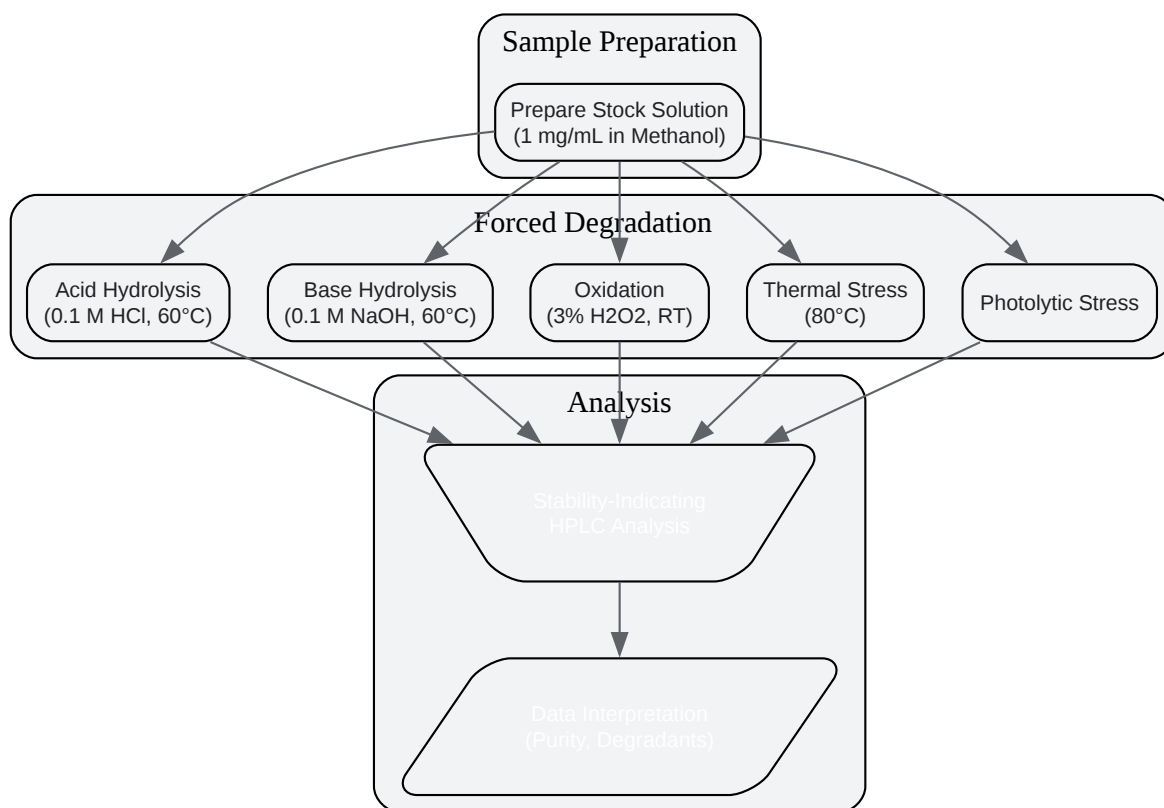 Sample Preparation
Prepare Stock Solution
(1 mg/mL in Methanol)
Forced Degradation
Acid Hydrolysis
(0.1 M HCl, 60°C)
Base Hydrolysis
(0.1 M NaOH, 60°C)
Oxidation
(3% H2O2, RT)
Thermal Stress
(80°C)
Photolytic Stress
Analysis
Stability-Indicating
HPLC Analysis
Data Interpretation
(Purity, Degradants)